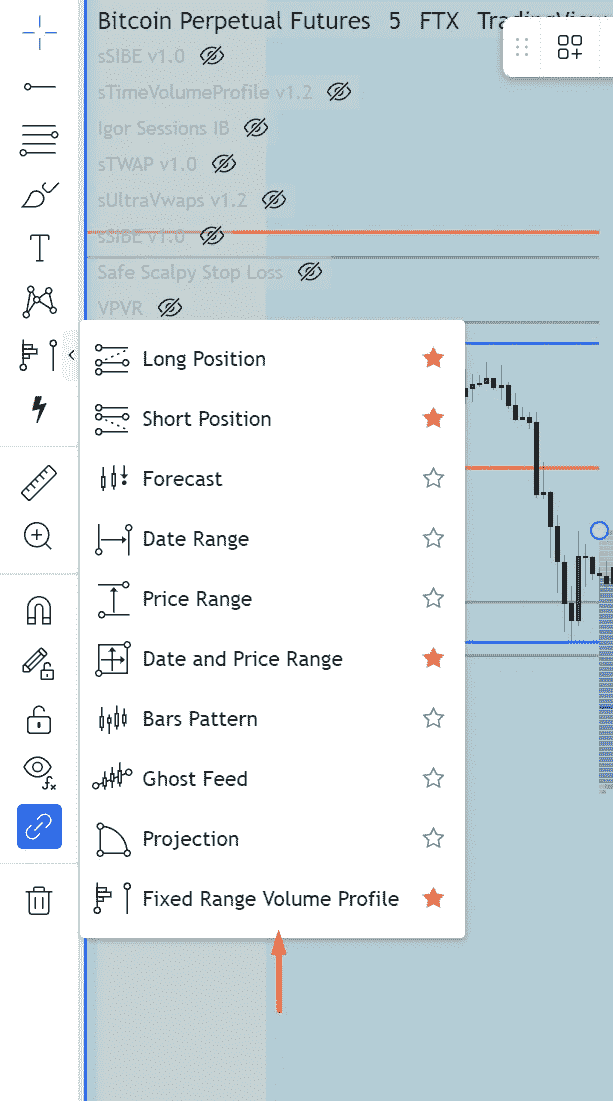 Bitcoin Perpetual Futures 5 FTX TradingView
sSIBE v1.0
sTimeVolumeProfile v1.2
Igor Sessions IB
sTWAP v1.0
sUltraVwaps v1.2
sSIBE v1.0
Safe Scalpy Stop Loss
VPVR
Long Position
Short Position
Forecast
Date Range
Price Range
Date and Price Range
Bars Pattern
Ghost Feed
Projection
Fixed Range Volume Profile